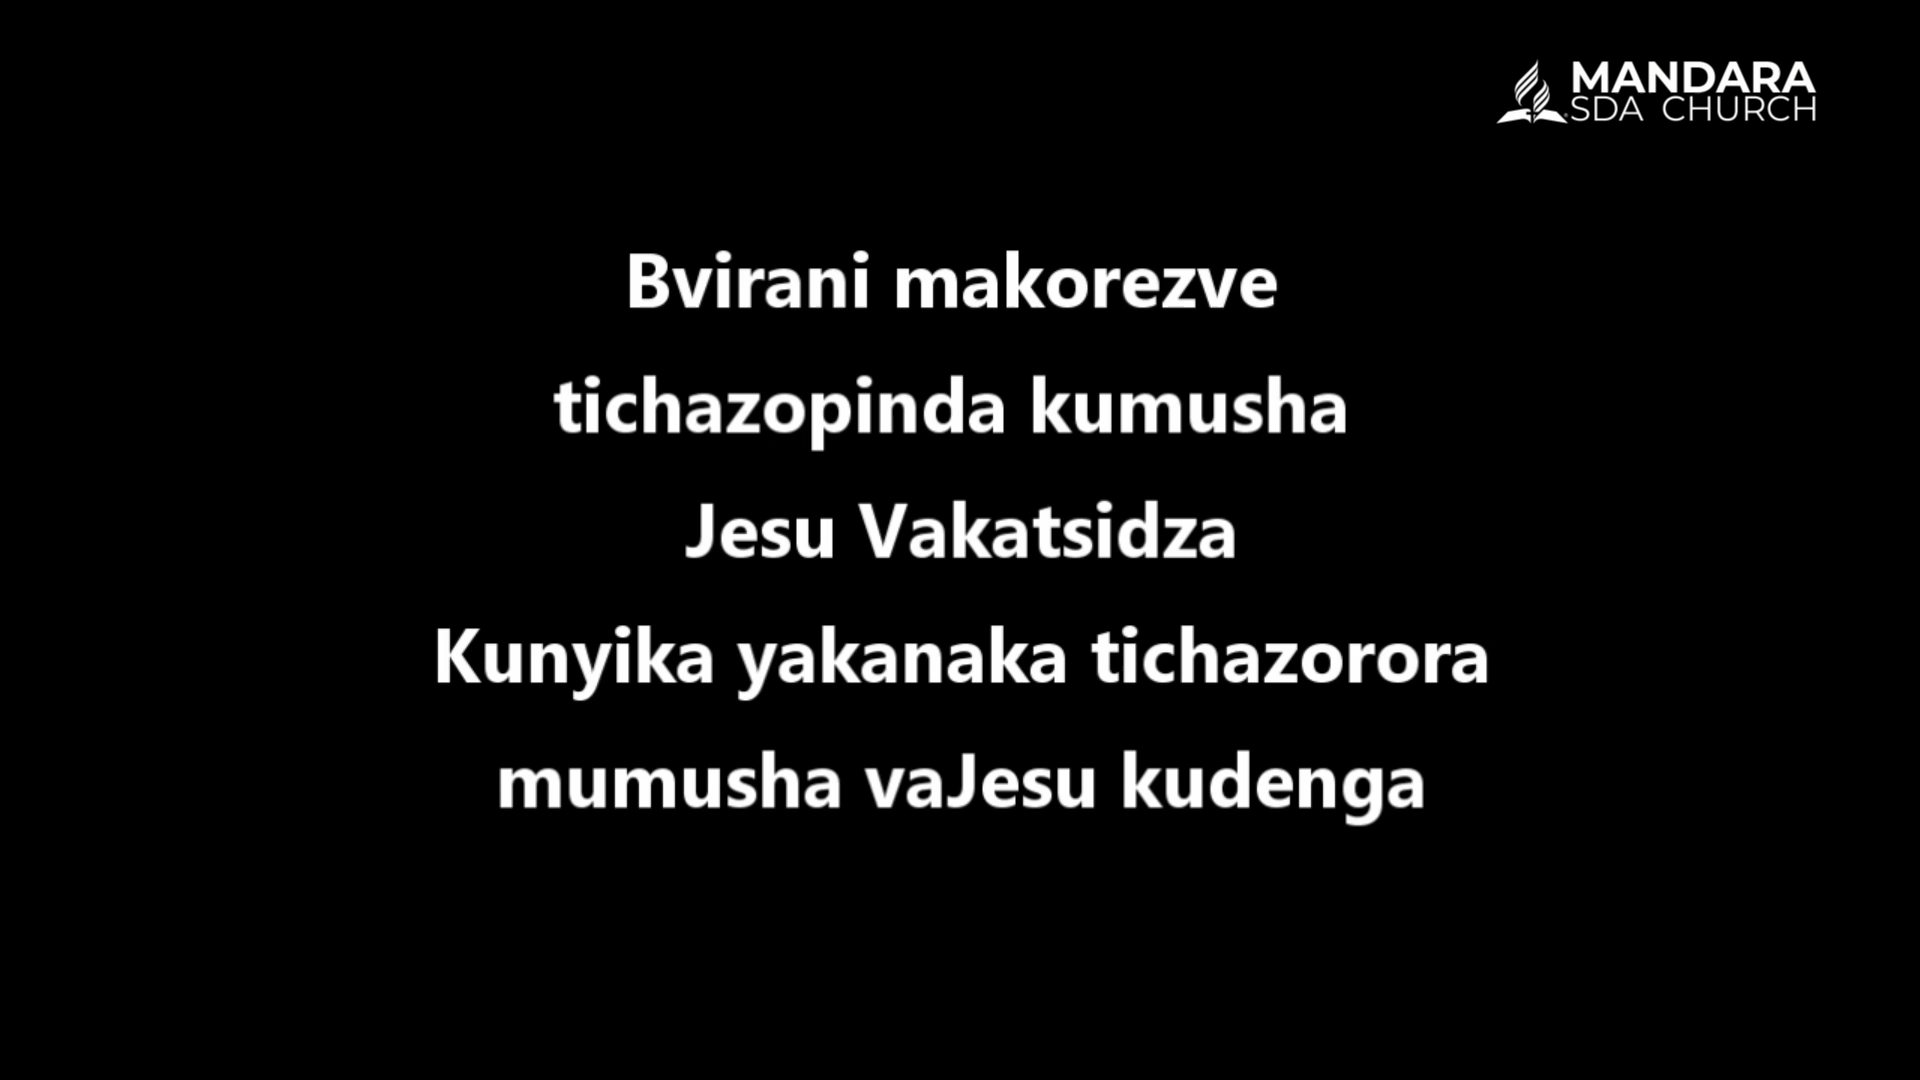 MANDARA
SDA CHURCH
Bvirani makorezve
tichazopinda kumusha
Jesu Vakatsidza
Kunyika yakanaka tichazorora
mumusha vaJesu kudenga